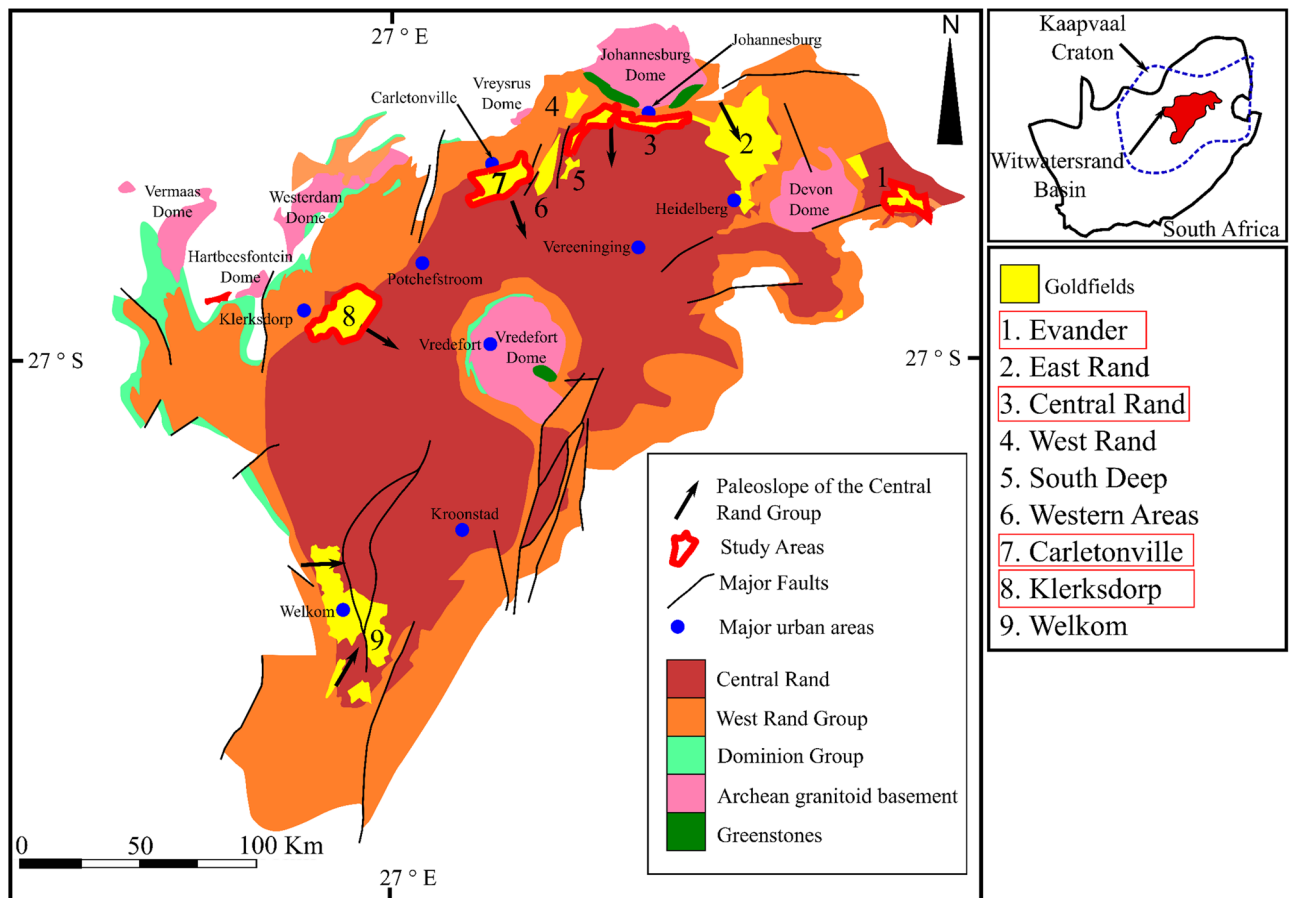 27 ° E
N
Johannesburg
Johannesburg
Dome
Vreysrus
Dome
Carletonville
4
3
2
7
5
6
1
Devon
Dome
Heidelberg
Vereeninging
Vermaas
Dome
Westerdam
Dome
Hartbeesfontein
Dome
Potchefstroom
Klerksdorp
8
Vredefort
Vredefort
Dome
27 ° S
27 ° S
Kroonstad
Welkom
9
0 50 100 Km
27 ° E
Paleoslope of the Central
Rand Group
Study Areas
Major Faults
Major urban areas
Central Rand
West Rand Group
Dominion Group
Archean granitoid basement
Greenstones
Kaapvaal
Craton
Witwatersrand
Basin
South Africa
Goldfields
1. Evander
2. East Rand
3. Central Rand
4. West Rand
5. South Deep
6. Western Areas
7. Carletonville
8. Klerksdorp
9. Welkom